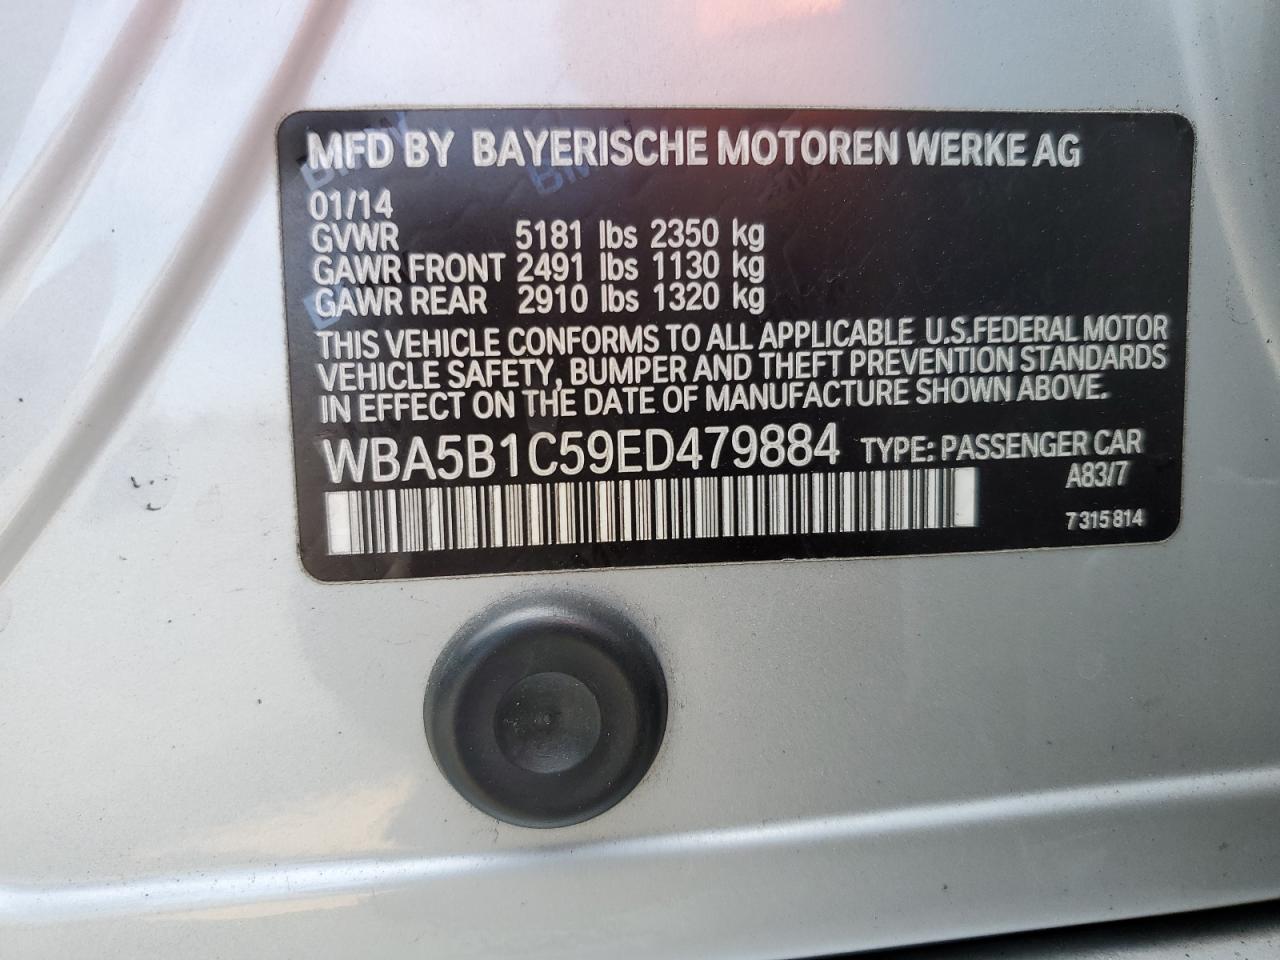 MFD BY BAYERISCHE MOTOREN WERKE AG
01/14
GVWR 5181 lbs 2350 kg
GAWR FRONT 2491 lbs 1130 kg
GAWR REAR 2910 lbs 1320 kg
THIS VEHICLE CONFORMS TO ALL APPLICABLE U.S.FEDERAL MOTOR
VEHICLE SAFETY, BUMPER AND THEFT PREVENTION STANDARDS
IN EFFECT ON THE DATE OF MANUFACTURE SHOWN ABOVE.
WBA5B1C59ED479884 TYPE: PASSENGER CAR
A83/7
7315814